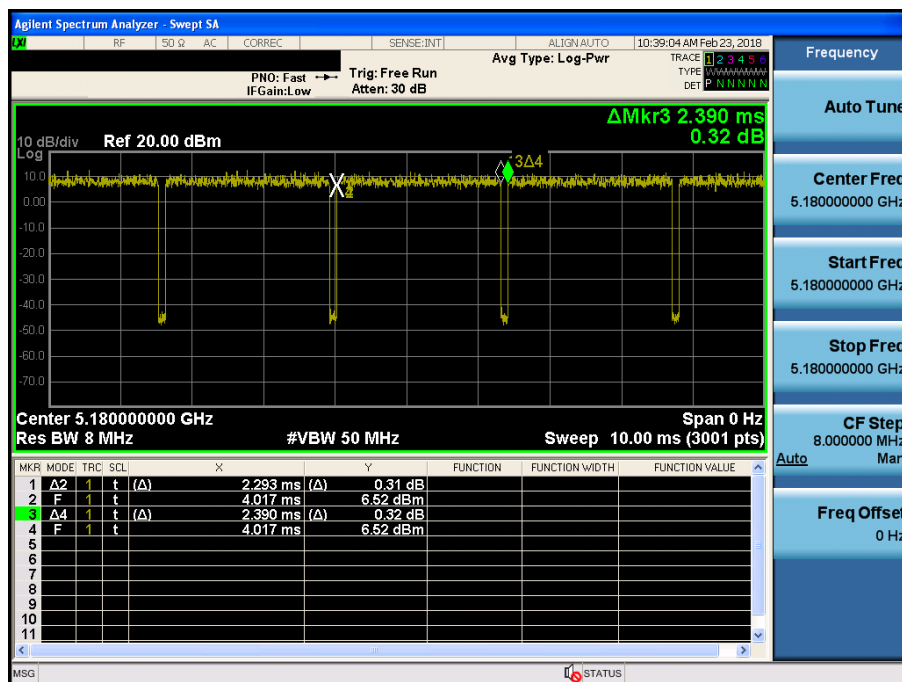 Agilent Spectrum Analyzer - Swept SA
LXI RF 50 Ω AC CORREC SENSE:INT ALIGN AUTO 10:39:04 AM Feb 23, 2018
Frequency
Avg Type: Log-Pwr
TRACE 1 2 3 4 5 6
TYPE WWWWWW
DET P N N N N N
PNO: Fast Trig: Free Run
IFGain:Low Atten: 30 dB
Auto Tune
ΔMkr3 2.390 ms
0.32 dB
10 dB/div Ref 20.00 dBm
Log
10.0
0.00
-10.0
-20.0
-30.0
-40.0
-50.0
-60.0
-70.0
3Δ4
Center Freq
5.180000000 GHz
Start Freq
5.180000000 GHz
Stop Freq
5.180000000 GHz
Center 5.180000000 GHz Span 0 Hz
Res BW 8 MHz #VBW 50 MHz Sweep 10.00 ms (3001 pts)
CF Step
8.000000 MHz
Auto Man
MKR MODE TRC SCL X Y FUNCTION FUNCTION WIDTH FUNCTION VALUE
1 Δ2 1 t (Δ) 2.293 ms (Δ) 0.31 dB
2 F 1 t 4.017 ms 6.52 dBm
3 Δ4 1 t (Δ) 2.390 ms (Δ) 0.32 dB
4 F 1 t 4.017 ms 6.52 dBm
5
6
7
8
9
10
11
Freq Offset
0 Hz
MSG STATUS